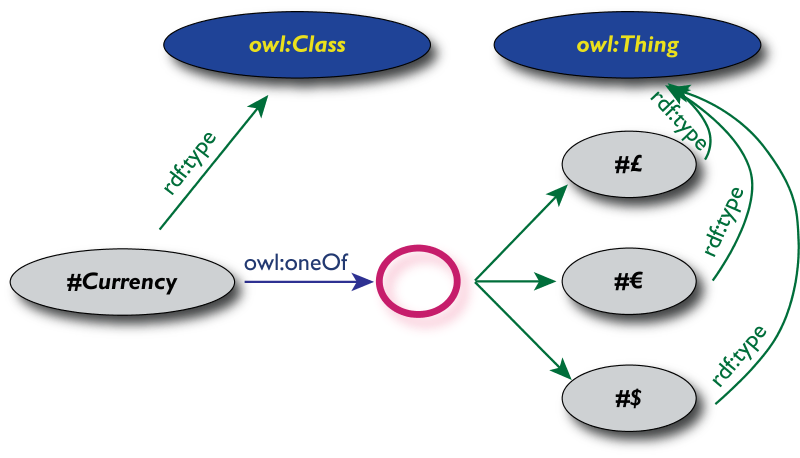 owl:Class
owl:Thing
rdf:type
rdf:type
#£
rdf:type
#Currency
owl:oneOf
#€
rdf:type
#$